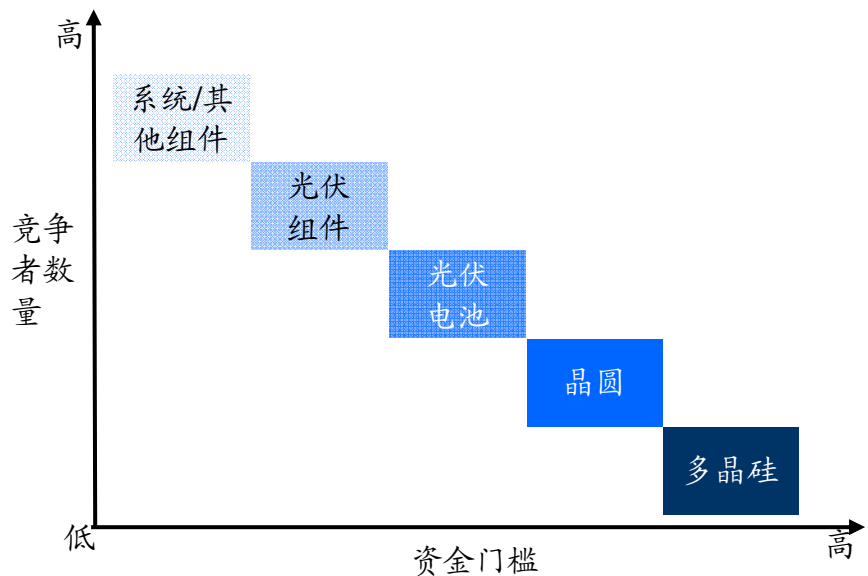 高
系统/其
他组件
光伏
组件
竞争
者数
量
光伏
电池
晶圆
多晶硅
低
资金门槛
高